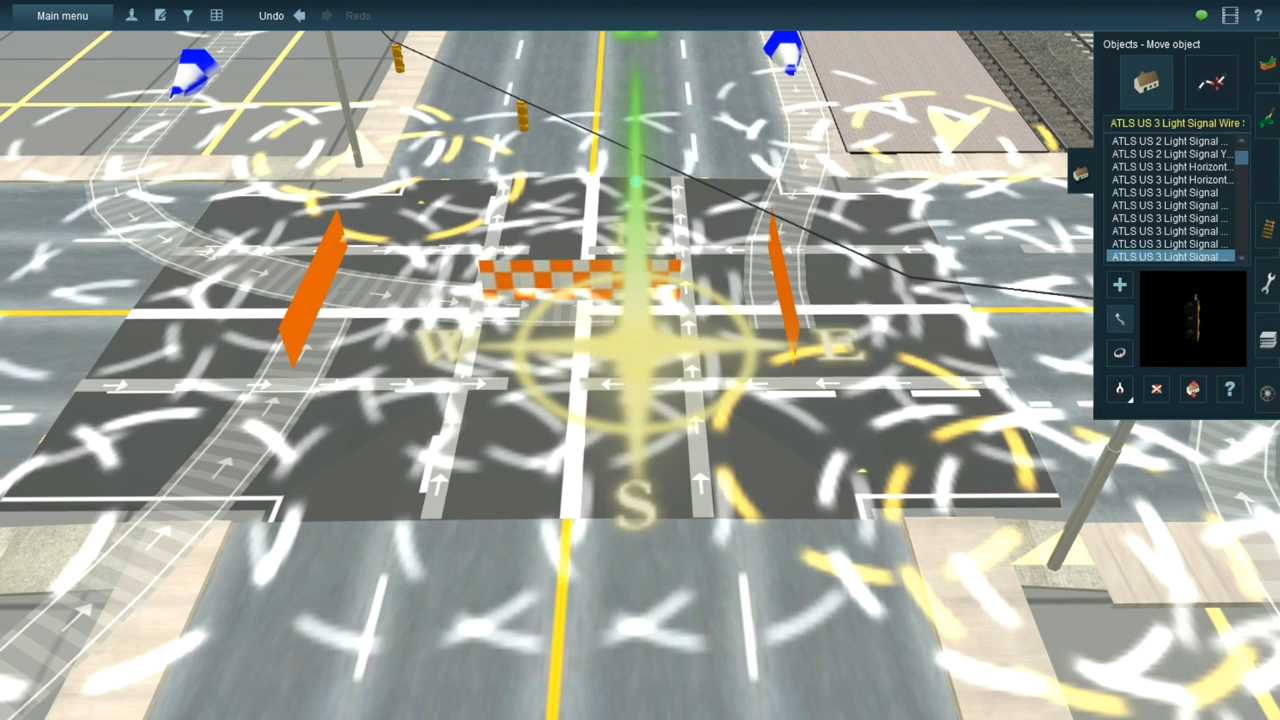 Main menu
Undo
Redo
?
Objects - Move object
ATLS US 3 Light Signal Wire
ATLS US 2 Light Signal ...
ATLS US 2 Light Signal Y...
ATLS US 3 Light Horizont...
ATLS US 3 Light Horizont...
ATLS US 3 Light Signal
ATLS US 3 Light Signal ...
ATLS US 3 Light Signal ...
ATLS US 3 Light Signal ...
ATLS US 3 Light Signal ...
ATLS US 3 Light Signal ...
?
N
W
E
S